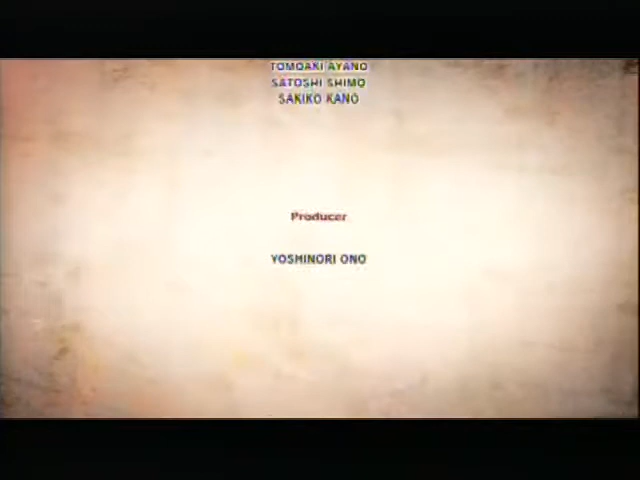 TOMOAKI AYANO
SATOSHI SHIMO
SAKIKO KANO
Producer
YOSHINORI ONO